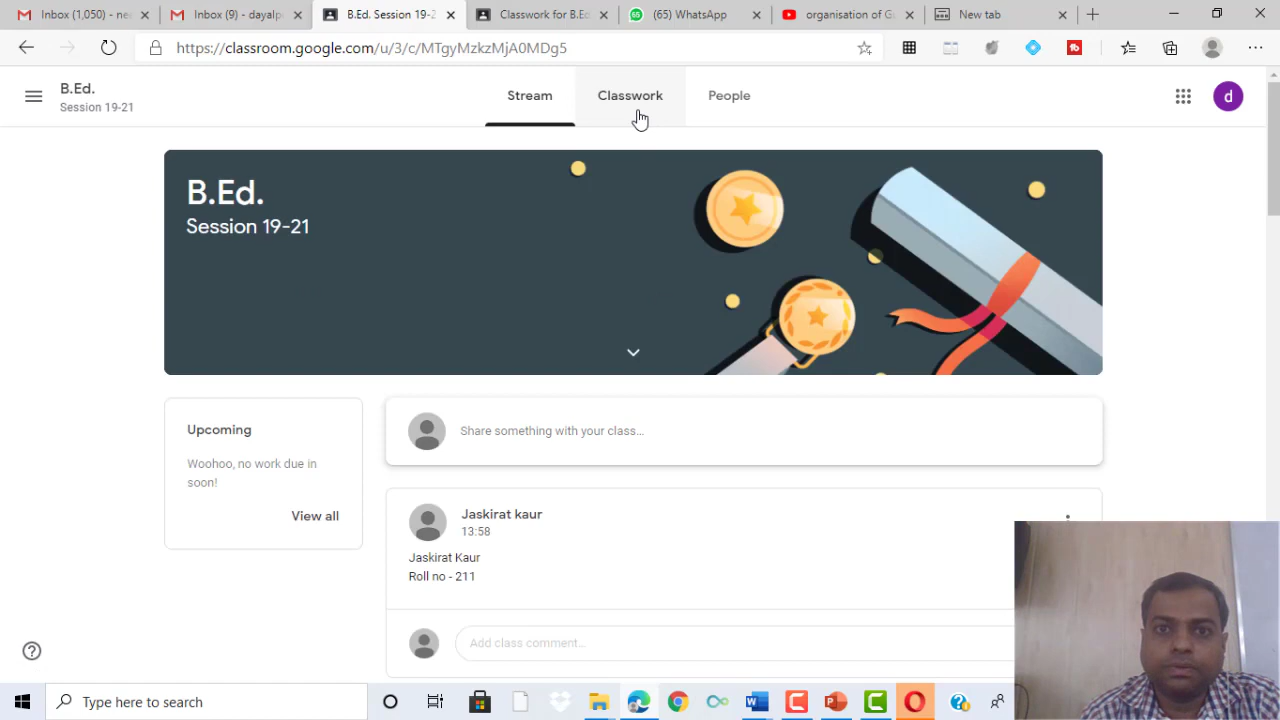 Inbox (1,050) - ne
Inbox (9) - dayalp
B.Ed. Session 19-2
Classwork for B.Ed
(65) WhatsApp
organisation of Gu
New tab
https://classroom.google.com/u/3/c/MTgyMzkzMjA0MDg5
B.Ed.
Session 19-21
Stream
Classwork
People
d
B.Ed.
Session 19-21
Upcoming
Woohoo, no work due in
soon!
View all
Share something with your class...
Jaskirat kaur
13:58
Jaskirat Kaur
Roll no - 211
Add class comment...
Type here to search